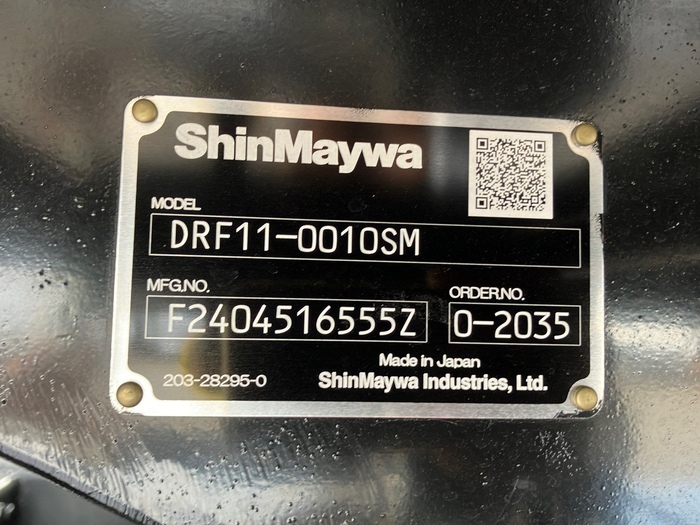 ShinMaywa
MODEL
DRF11-0010SM
MFG.NO.
F2404516555Z
ORDER.NO.
0-2035
Made in Japan
203-28295-0
ShinMaywa Industries, Ltd.